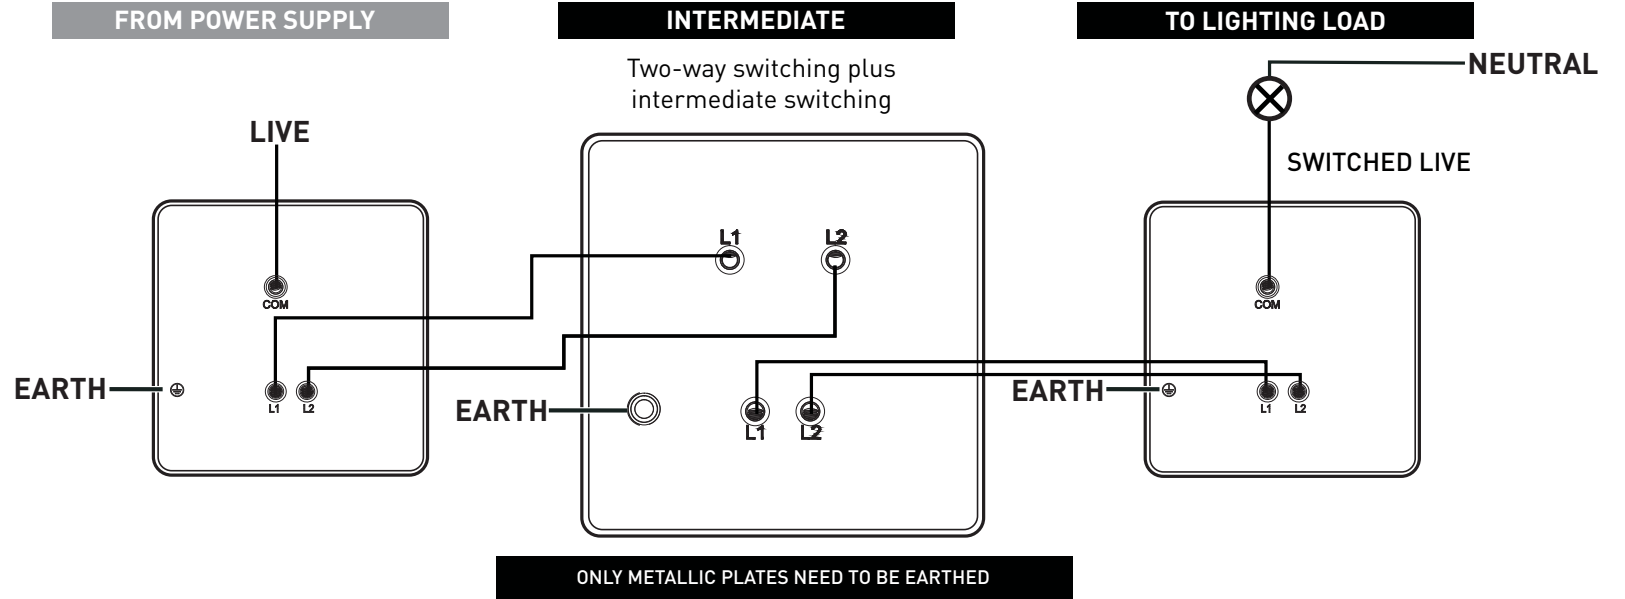 FROM POWER SUPPLY
INTERMEDIATE
TO LIGHTING LOAD
Two-way switching plus
intermediate switching
NEUTRAL
LIVE
SWITCHED LIVE
L1
L2
COM
COM
EARTH
L1
L2
EARTH
L1
L2
EARTH
L1
L2
ONLY METALLIC PLATES NEED TO BE EARTHED